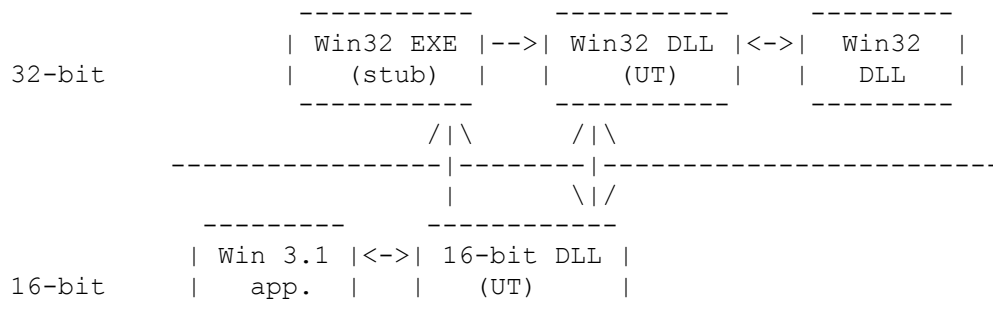 -----------     -----------     ---------
                 | Win32 EXE |-->| Win32 DLL |<->|  Win32  |
32-bit           |   (stub)  |   |    (UT)   |   |   DLL   |
                  -----------     -----------     ---------
                          /|\      /|\
          -----------------|--------|-------------------------
                           |       \|/
            ---------     ------------
           | Win 3.1 |<->| 16-bit DLL |
16-bit     |   app.  |   |   (UT)     |